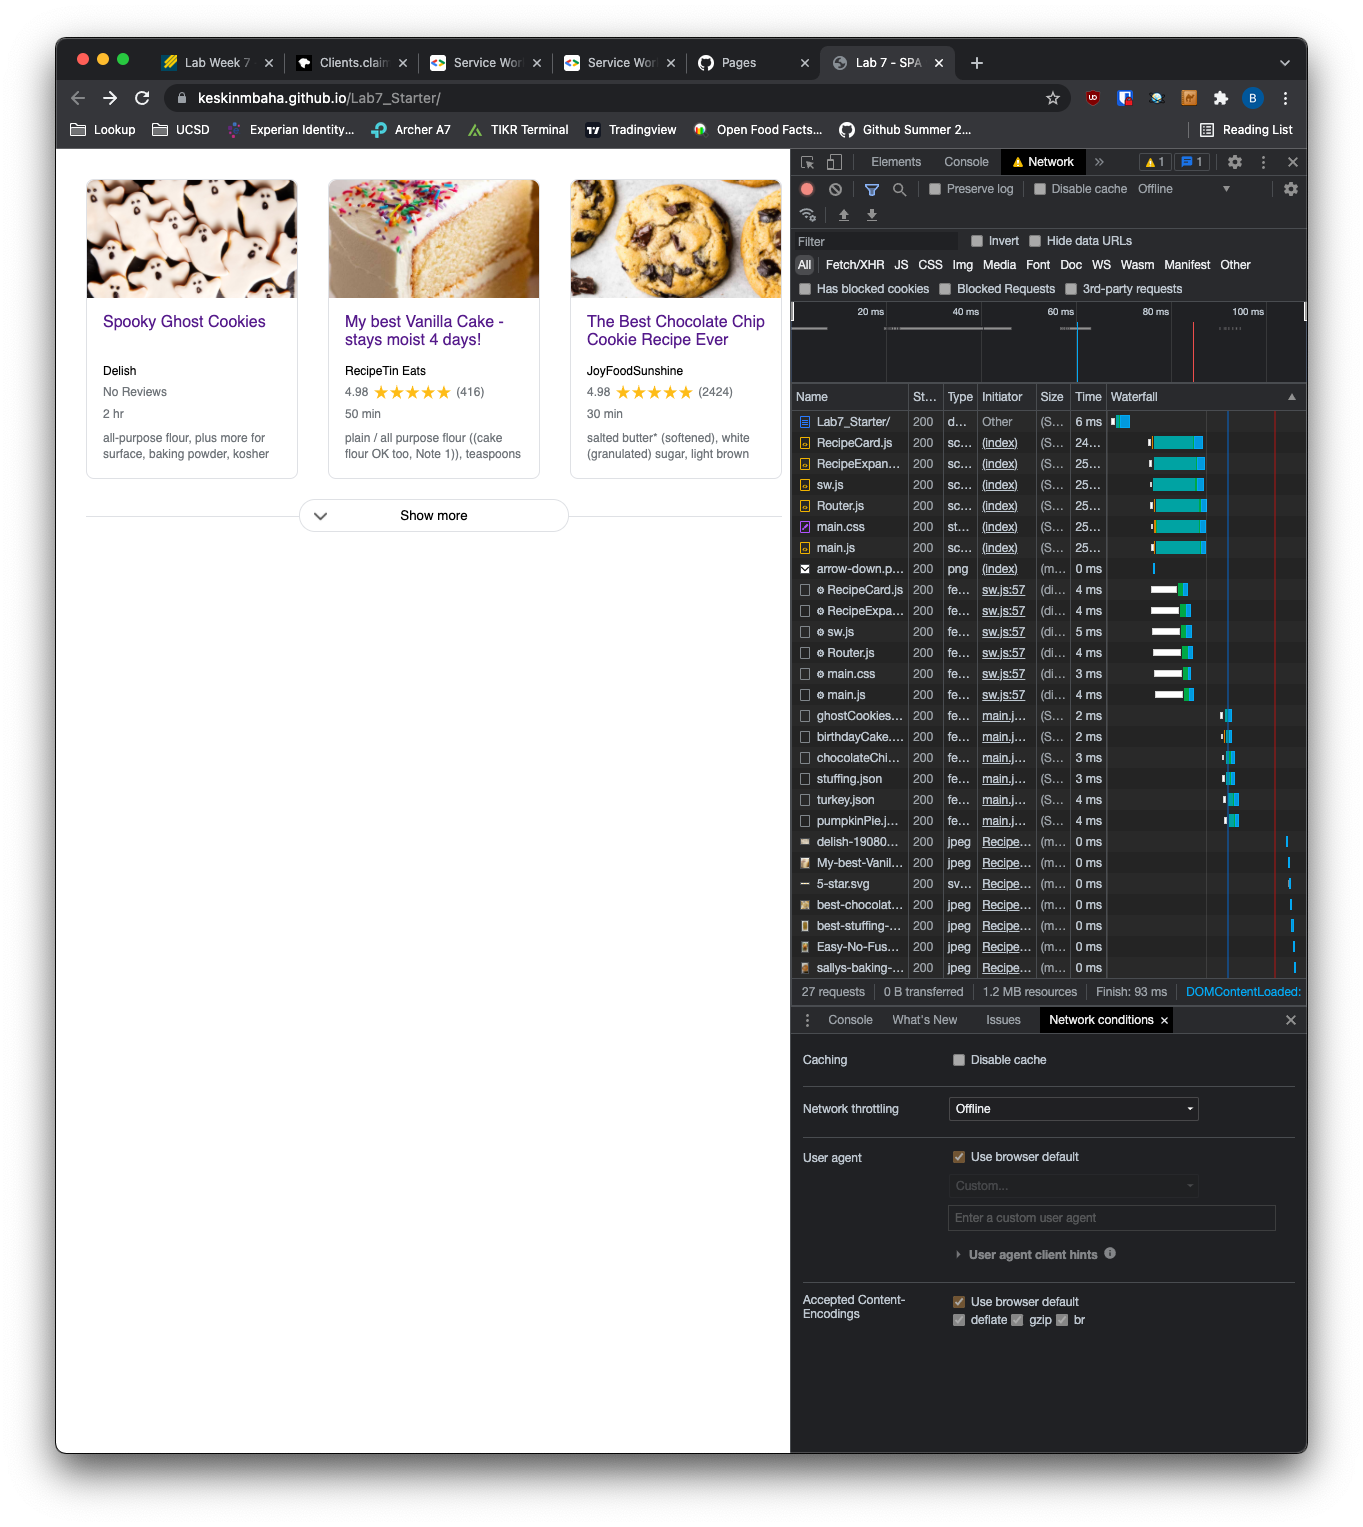 Lab Week 7
Clients.clain
Service Wor
Service Wor
Pages
Lab 7 - SPA
keskinmbaha.github.io/Lab7_Starter/
B
Lookup
UCSD
Experian Identity...
Archer A7
TIKR Terminal
Tradingview
Open Food Facts...
Github Summer 2...
Reading List
Spooky Ghost Cookies
Delish
No Reviews
2 hr
all-purpose flour, plus more for
surface, baking powder, kosher
My best Vanilla Cake -
stays moist 4 days!
RecipeTin Eats
4.98 (416)
50 min
plain / all purpose flour ((cake
flour OK too, Note 1)), teaspoons
The Best Chocolate Chip
Cookie Recipe Ever
JoyFoodSunshine
4.98 (2424)
30 min
salted butter* (softened), white
(granulated) sugar, light brown
Show more
Elements Console Network » 1 1
Preserve log Disable cache Offline
Filter Invert Hide data URLs
All Fetch/XHR JS CSS Img Media Font Doc WS Wasm Manifest Other
Has blocked cookies Blocked Requests 3rd-party requests
20 ms 40 ms 60 ms 80 ms 100 ms
Name St... Type Initiator Size Time Waterfall
Lab7_Starter/ 200 d... Other (S... 6 ms
RecipeCard.js 200 sc... (index) (S... 24...
RecipeExpan... 200 sc... (index) (S... 25...
sw.js 200 sc... (index) (S... 25...
Router.js 200 sc... (index) (S... 25...
main.css 200 st... (index) (S... 25...
main.js 200 sc... (index) (S... 25...
arrow-down.p... 200 png (index) (m... 0 ms
RecipeCard.js 200 fe... sw.js:57 (di... 4 ms
RecipeExpa... 200 fe... sw.js:57 (di... 4 ms
sw.js 200 fe... sw.js:57 (di... 5 ms
Router.js 200 fe... sw.js:57 (di... 4 ms
main.css 200 fe... sw.js:57 (di... 3 ms
main.js 200 fe... sw.js:57 (di... 4 ms
ghostCookies... 200 fe... main.j... (S... 2 ms
birthdayCake.... 200 fe... main.j... (S... 2 ms
chocolateChi... 200 fe... main.j... (S... 3 ms
stuffing.json 200 fe... main.j... (S... 3 ms
turkey.json 200 fe... main.j... (S... 4 ms
pumpkinPie.j... 200 fe... main.j... (S... 4 ms
delish-19080... 200 jpeg Recipe... (m... 0 ms
My-best-Vanil... 200 jpeg Recipe... (m... 0 ms
5-star.svg 200 sv... Recipe... (m... 0 ms
best-chocolat... 200 jpeg Recipe... (m... 0 ms
best-stuffing-... 200 jpeg Recipe... (m... 0 ms
Easy-No-Fus... 200 jpeg Recipe... (m... 0 ms
sallys-baking-... 200 jpeg Recipe... (m... 0 ms
27 requests 0 B transferred 1.2 MB resources Finish: 93 ms DOMContentLoaded:
Console What's New Issues Network conditions
Caching Disable cache
Network throttling Offline
User agent Use browser default
Custom...
Enter a custom user agent
User agent client hints
Accepted Content-
Encodings
Use browser default
deflate gzip br